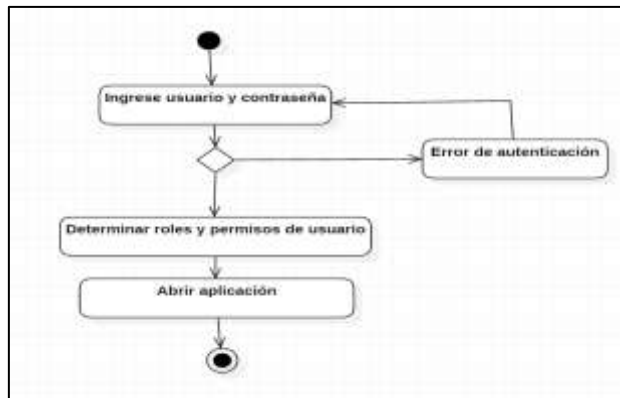 Ingrese usuario y contraseña
Error de autenticación
Determinar roles y permisos de usuario
Abrir aplicación